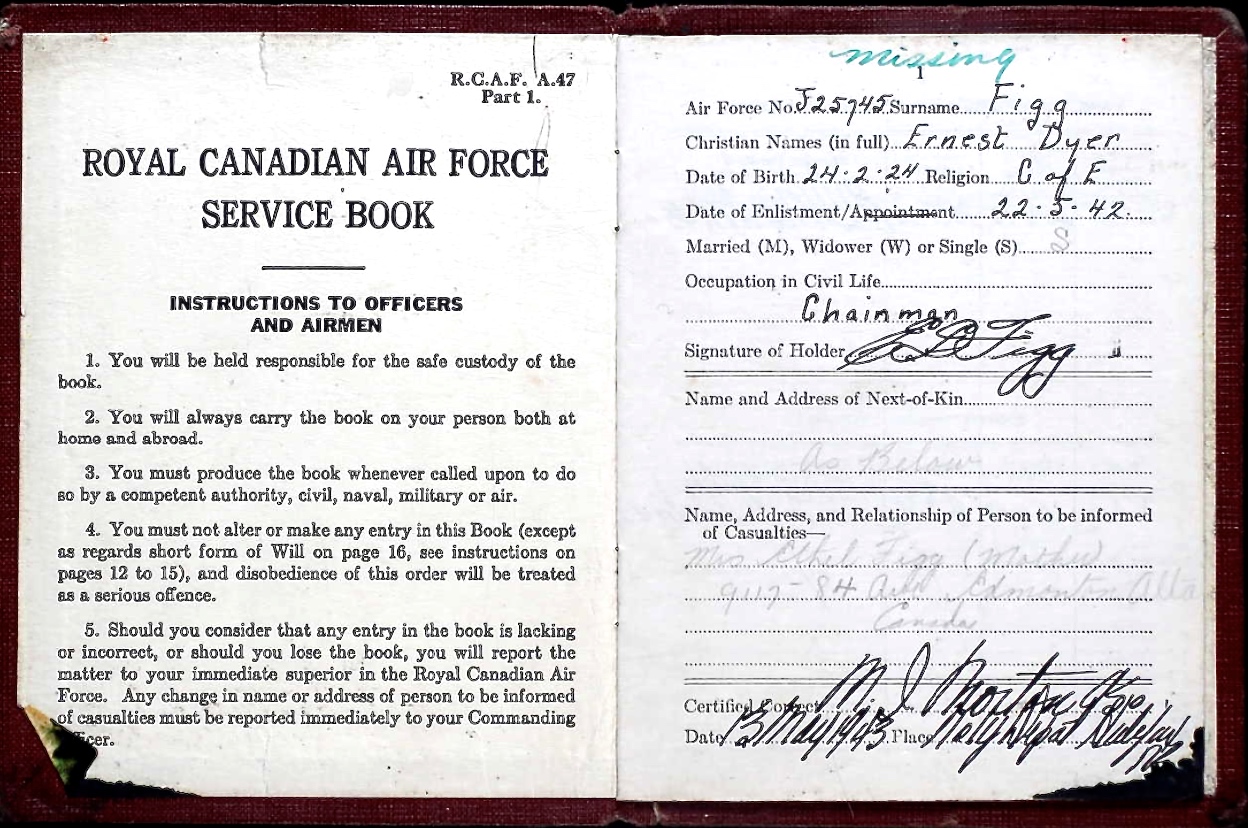 R.C.A.F. A.47
Part 1.
ROYAL CANADIAN AIR FORCE
SERVICE BOOK
INSTRUCTIONS TO OFFICERS
AND AIRMEN
1. You will be held responsible for the safe custody of the
book.
2. You will always carry the book on your person both at
home and abroad.
3. You must produce the book whenever called upon to do
so by a competent authority, civil, naval, military or air.
4. You must not alter or make any entry in this Book (except
as regards short form of Will on page 16, see instructions on
pages 12 to 15), and disobedience of this order will be treated
as a serious offence.
5. Should you consider that any entry in the book is lacking
or incorrect, or should you lose the book, you will report the
matter to your immediate superior in the Royal Canadian Air
Force. Any change in name or address of person to be informed
of casualties must be reported immediately to your Commanding
ficer.
missing
1
Air Force No. J25745 Surname Figg
Christian Names (in full) Ernest Dyer
Date of Birth 24·2·24 Religion C of E
Date of Enlistment/Appointment 22·5·42.
Married (M), Widower (W) or Single (S) S
Occupation in Civil Life
Chainman
Signature of Holder E D Figg
Name and Address of Next-of-Kin
As Below
Name, Address, and Relationship of Person to be informed
of Casualties—
Mrs Ethel Figg (Mother)
9117 - 84 Ave. Edmonton Alta
Canada
Certified Correct M. J. Morton
Date 13 May 1943 Place